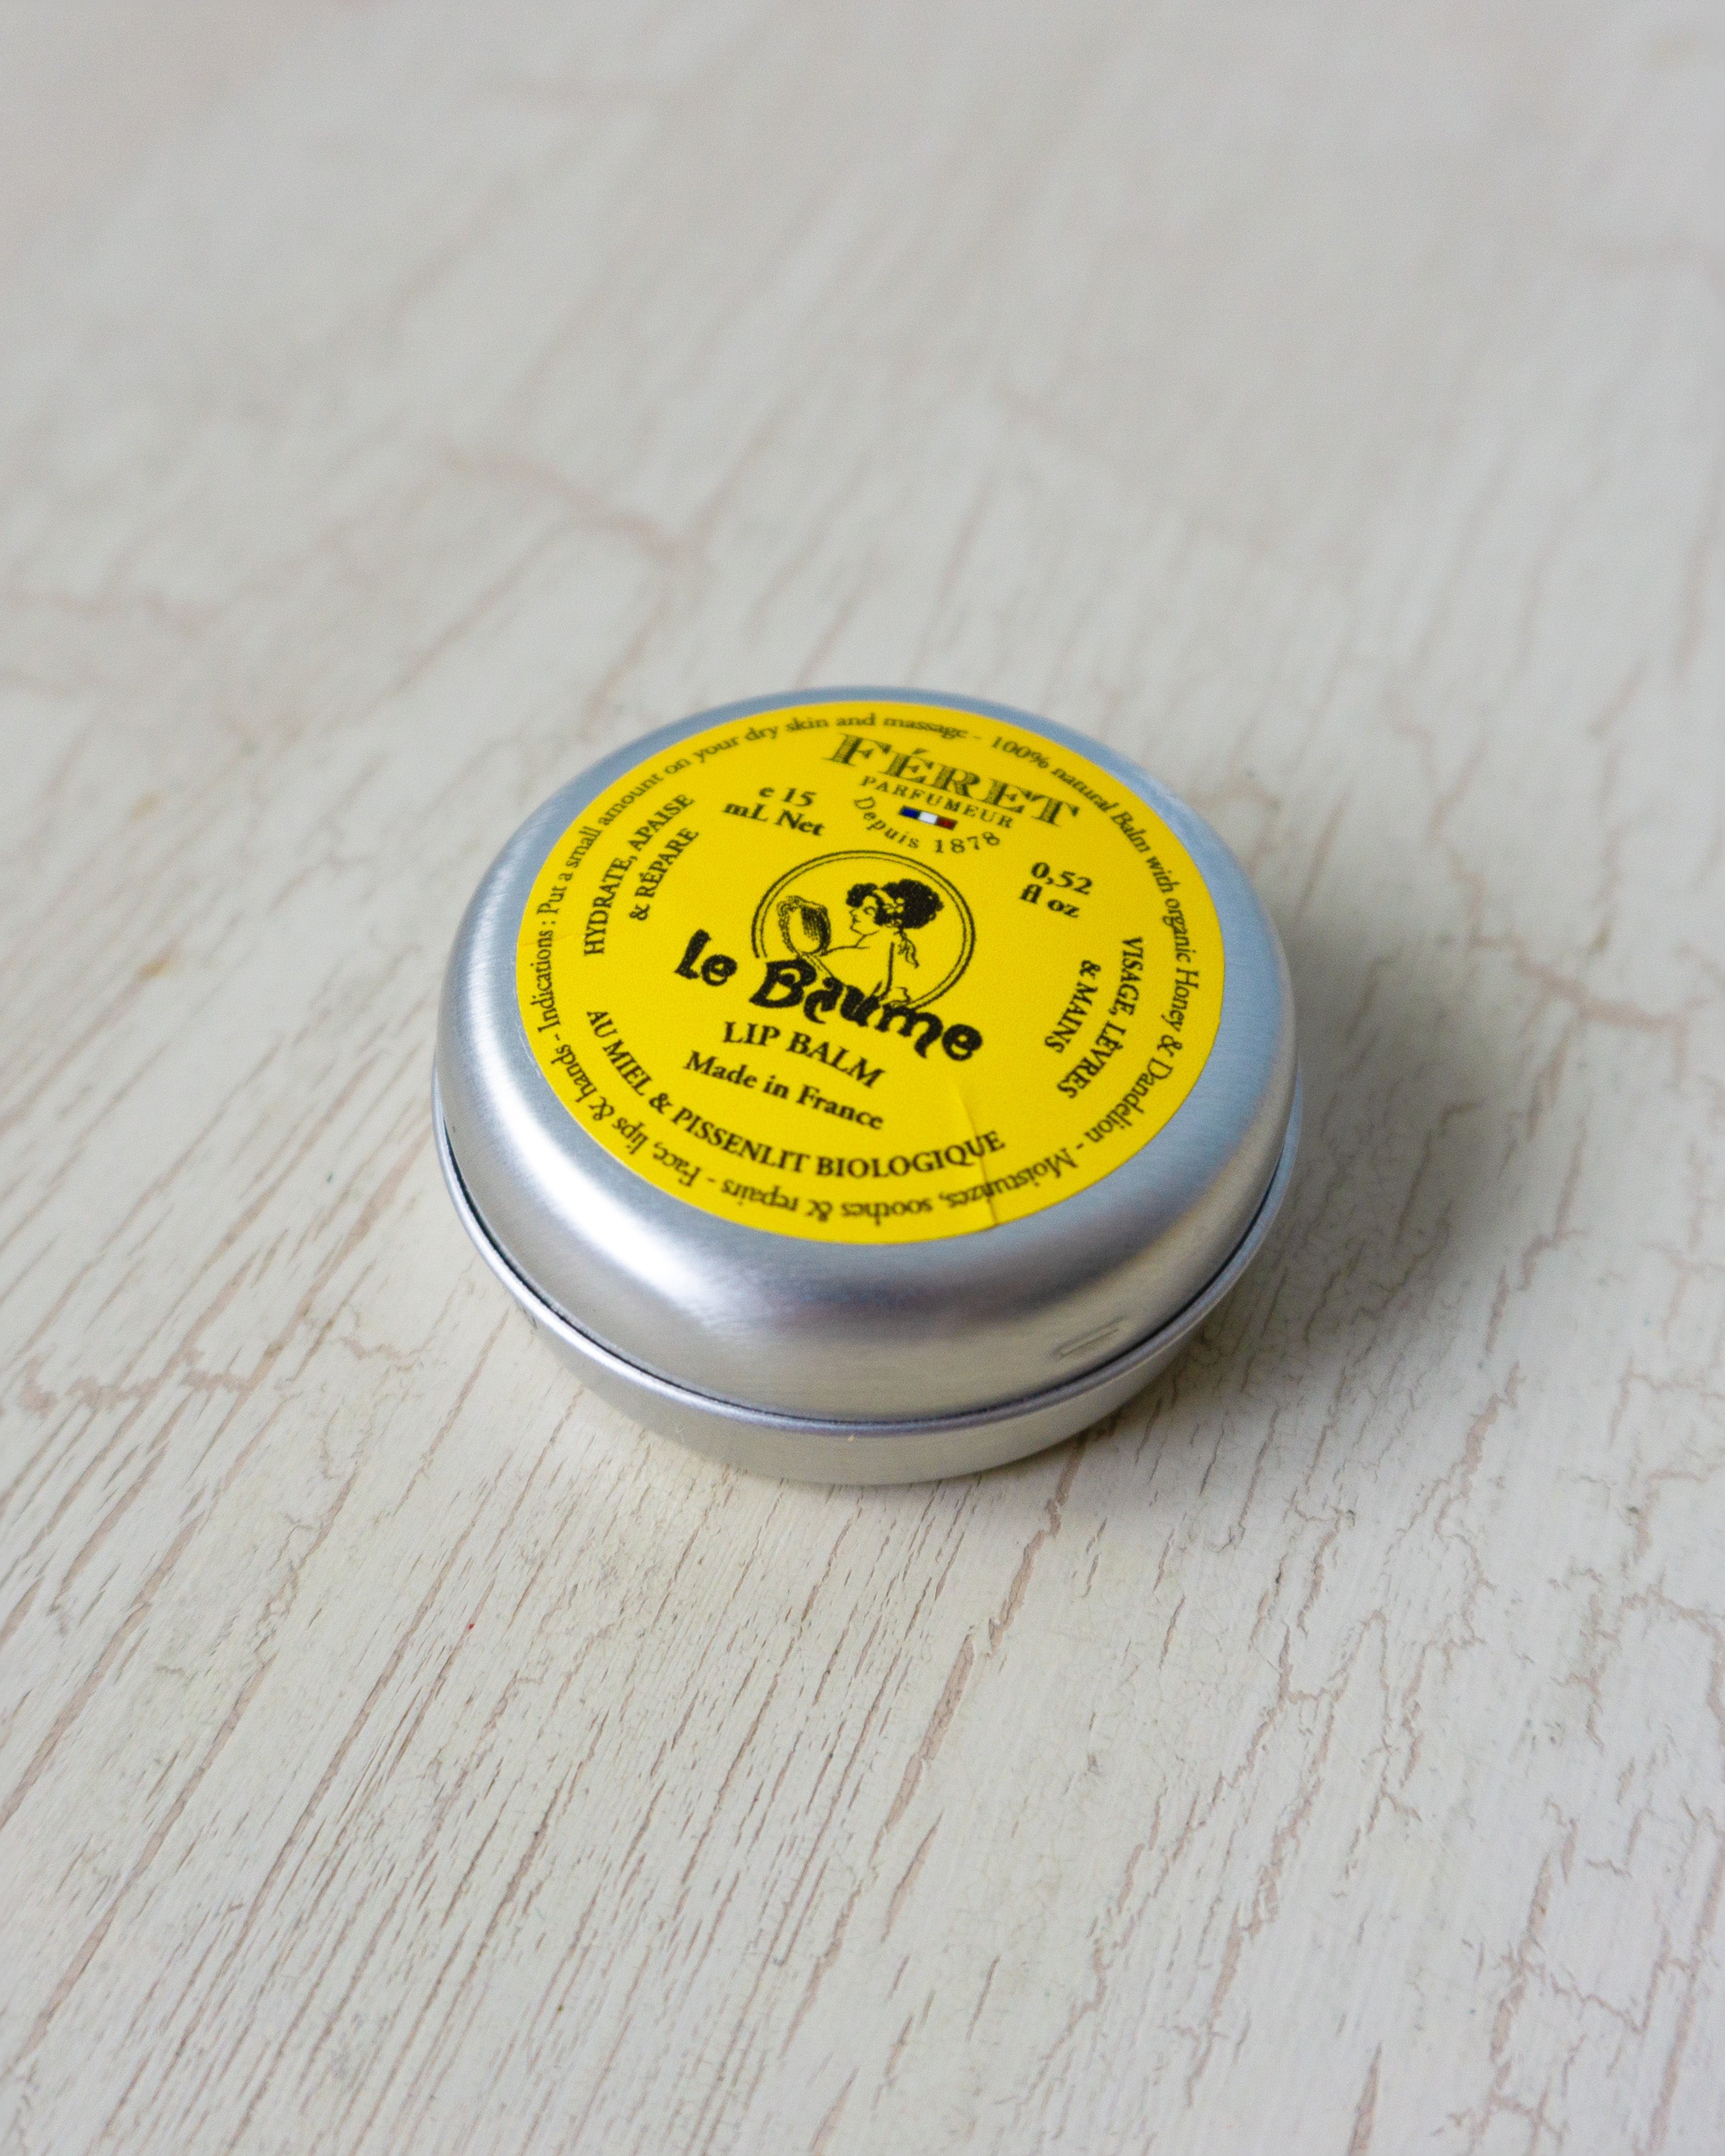 Indications : Put a small amount on your dry skin and massage - 100% natural Balm with organic Honey & Dandelion - Moisturizes, soothes & repairs - Face, lips & hands -
FÉRET
PARFUMEUR
Depuis 1878
e 15
mL Net
0,52
fl oz
HYDRATE, APAISE
& RÉPARE
VISAGE, LÈVRES
& MAINS
Le Baume
LIP BALM
Made in France
AU MIEL & PISSENLIT BIOLOGIQUE